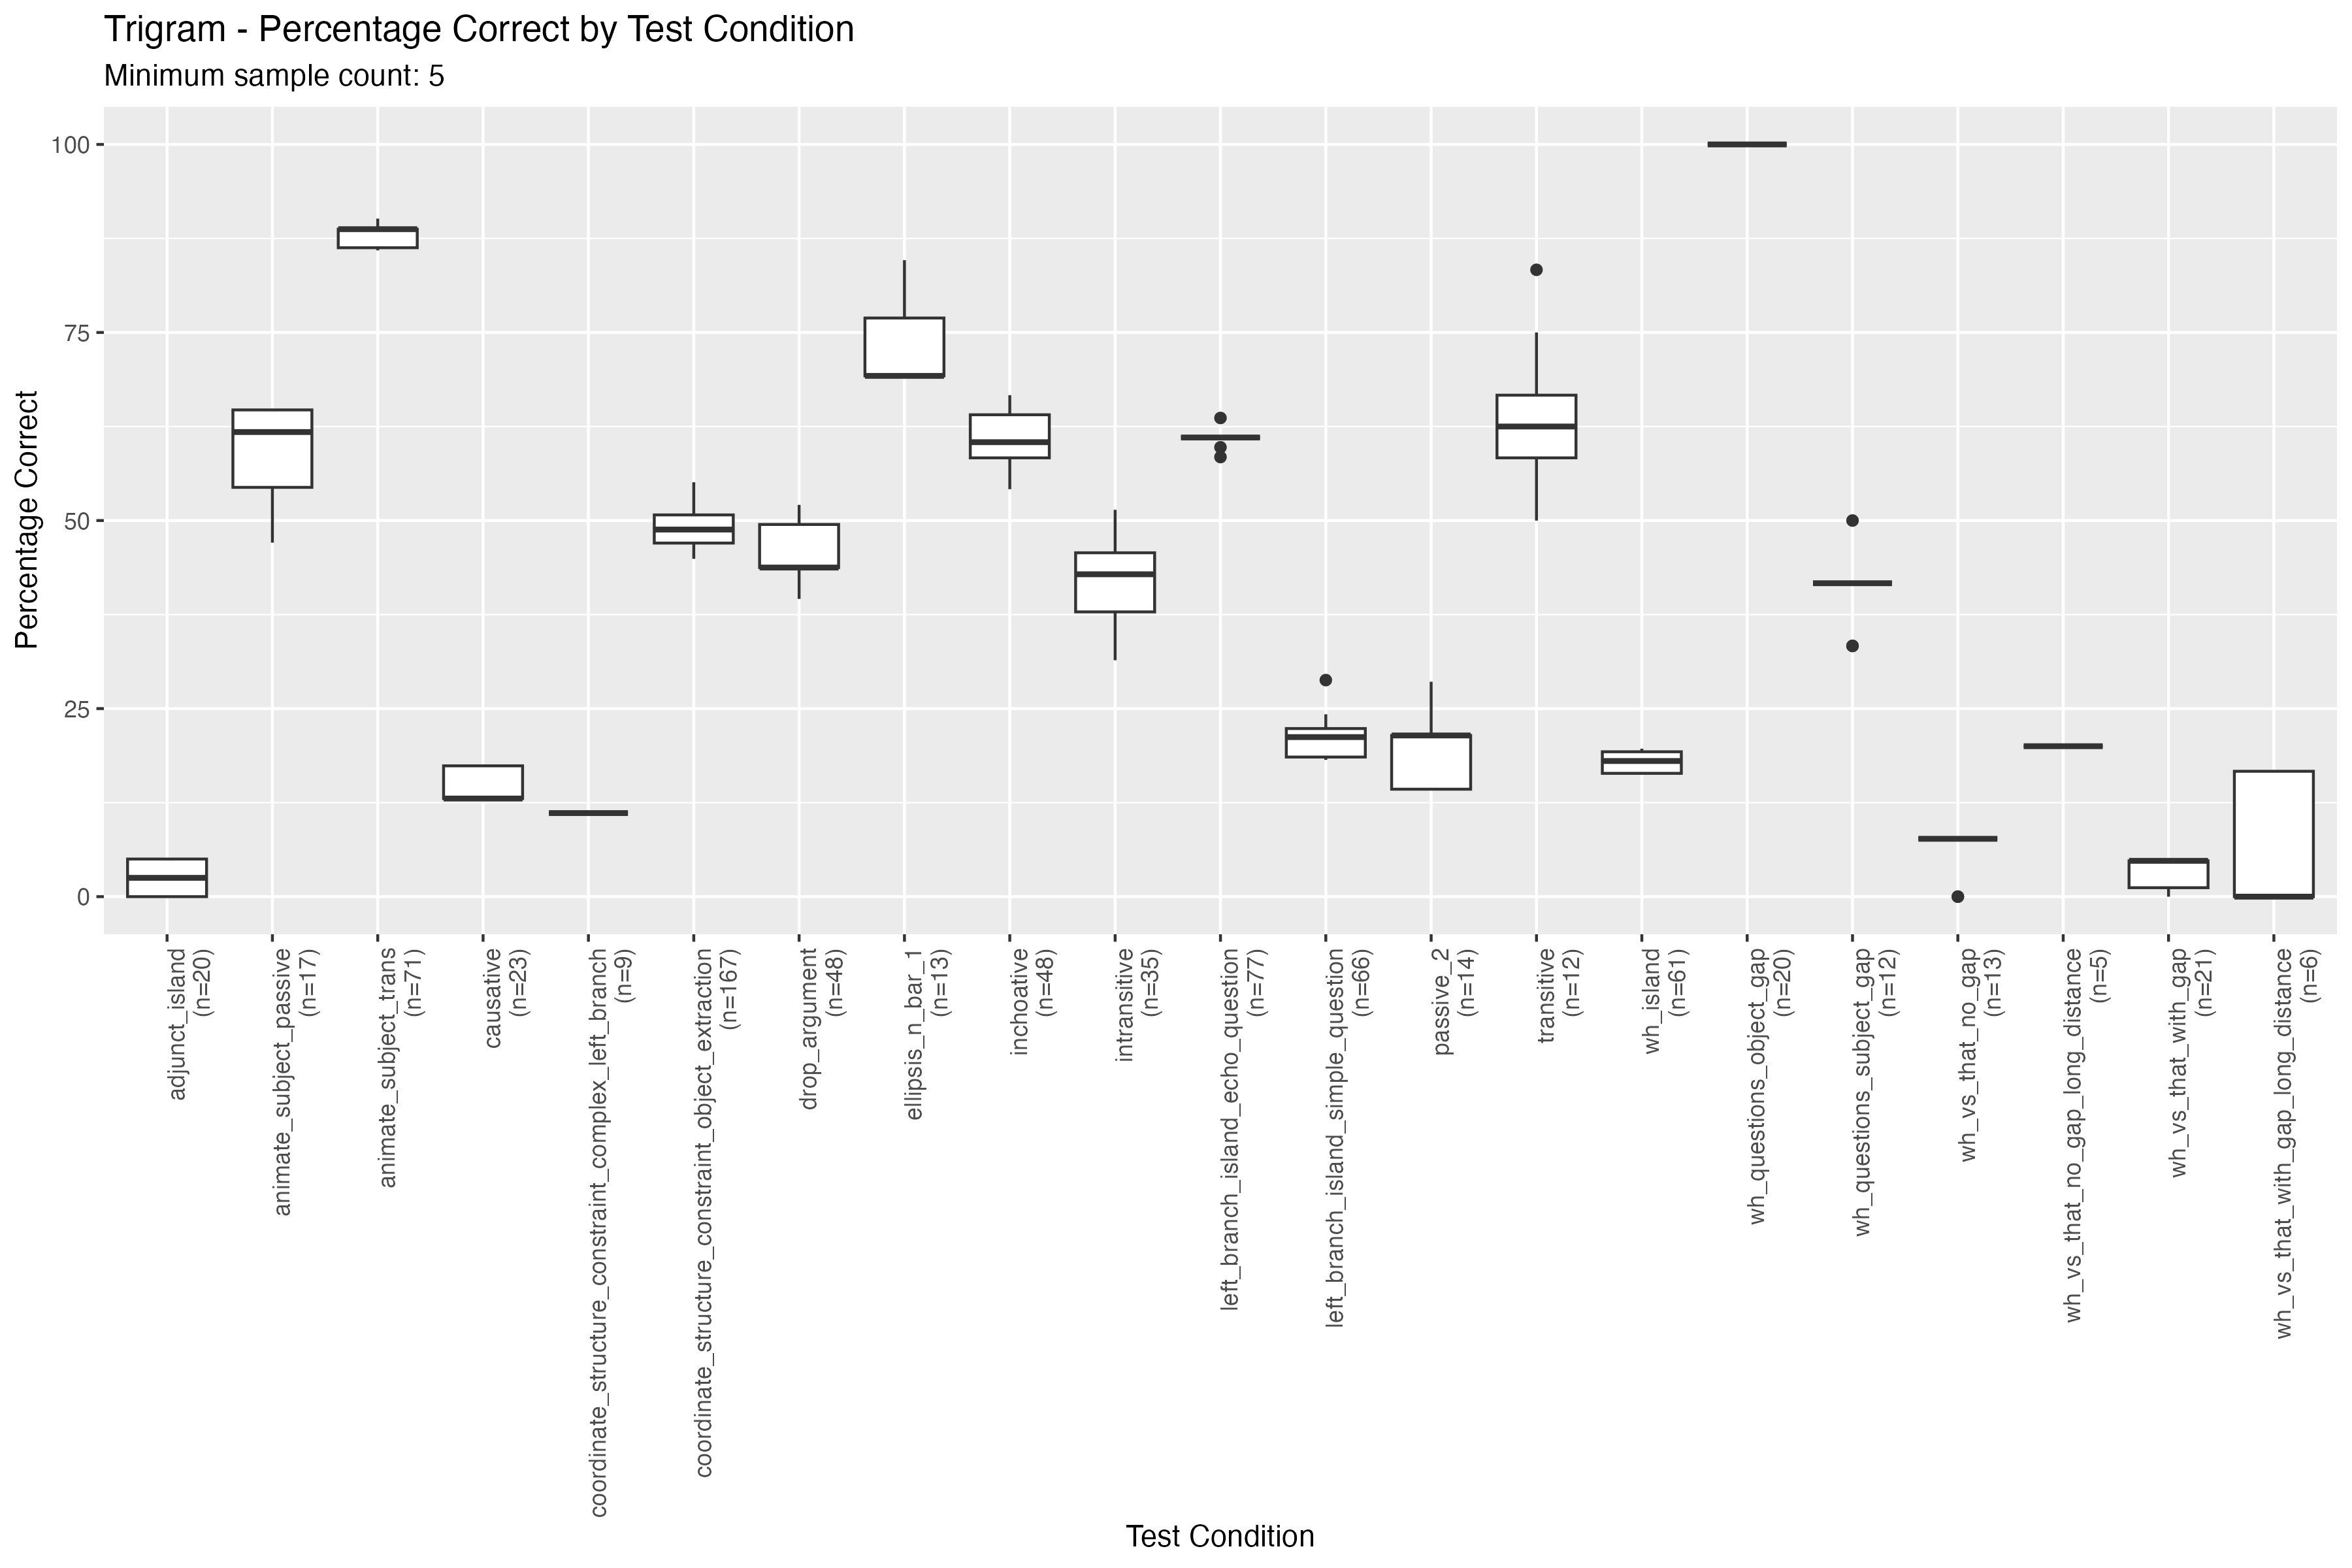 Trigram - Percentage Correct by Test Condition
Minimum sample count: 5
Percentage Correct
100
75
50
25
0
adjunct_island
(n=20)
animate_subject_passive
(n=17)
animate_subject_trans
(n=71)
causative
(n=23)
coordinate_structure_constraint_complex_left_branch
(n=9)
coordinate_structure_constraint_object_extraction
(n=167)
drop_argument
(n=48)
ellipsis_n_bar_1
(n=13)
inchoative
(n=48)
intransitive
(n=35)
left_branch_island_echo_question
(n=77)
left_branch_island_simple_question
(n=66)
passive_2
(n=14)
transitive
(n=12)
wh_island
(n=61)
wh_questions_object_gap
(n=20)
wh_questions_subject_gap
(n=12)
wh_vs_that_no_gap
(n=13)
wh_vs_that_no_gap_long_distance
(n=5)
wh_vs_that_with_gap
(n=21)
wh_vs_that_with_gap_long_distance
(n=6)
Test Condition